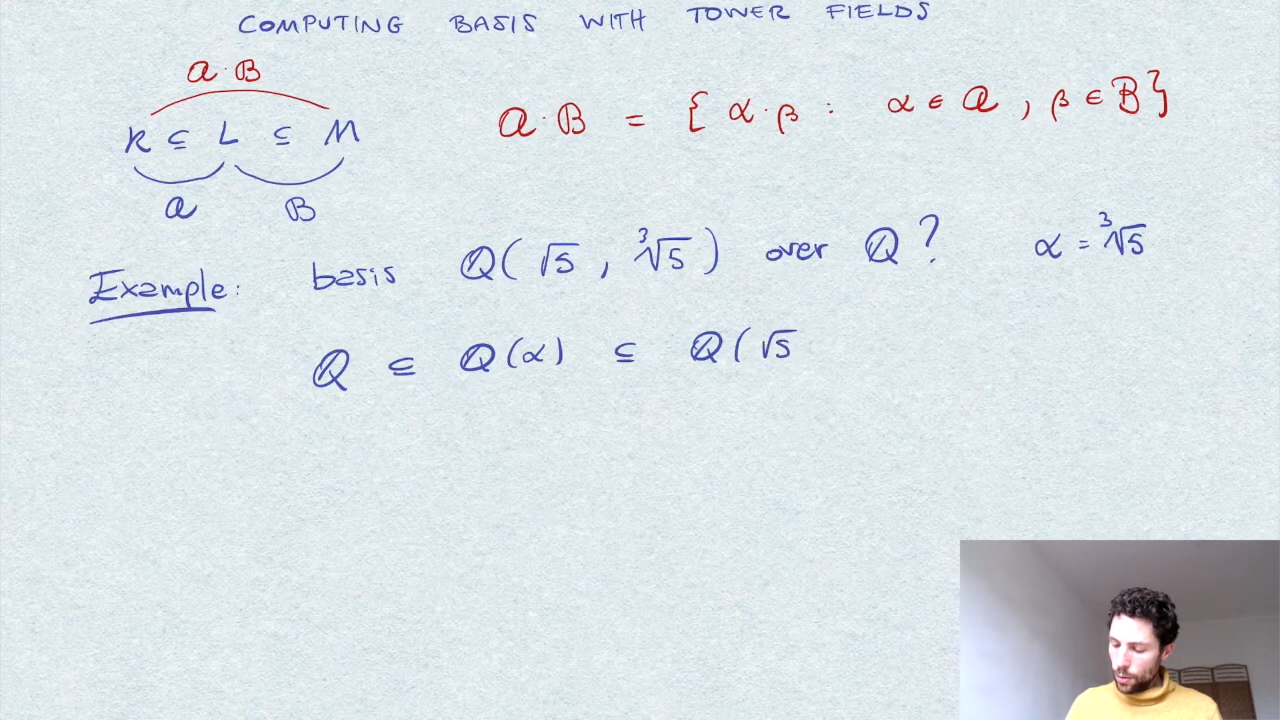 COMPUTING BASIS WITH TOWER FIELDS
a·B
K ⊆ L ⊆ M
a B
a·B = { α·β : α ∈ a , β ∈ B }
Example: basis ℚ( √5 , ∛5 ) over ℚ ? α = ∛5
ℚ ⊆ ℚ(α) ⊆ ℚ( √5